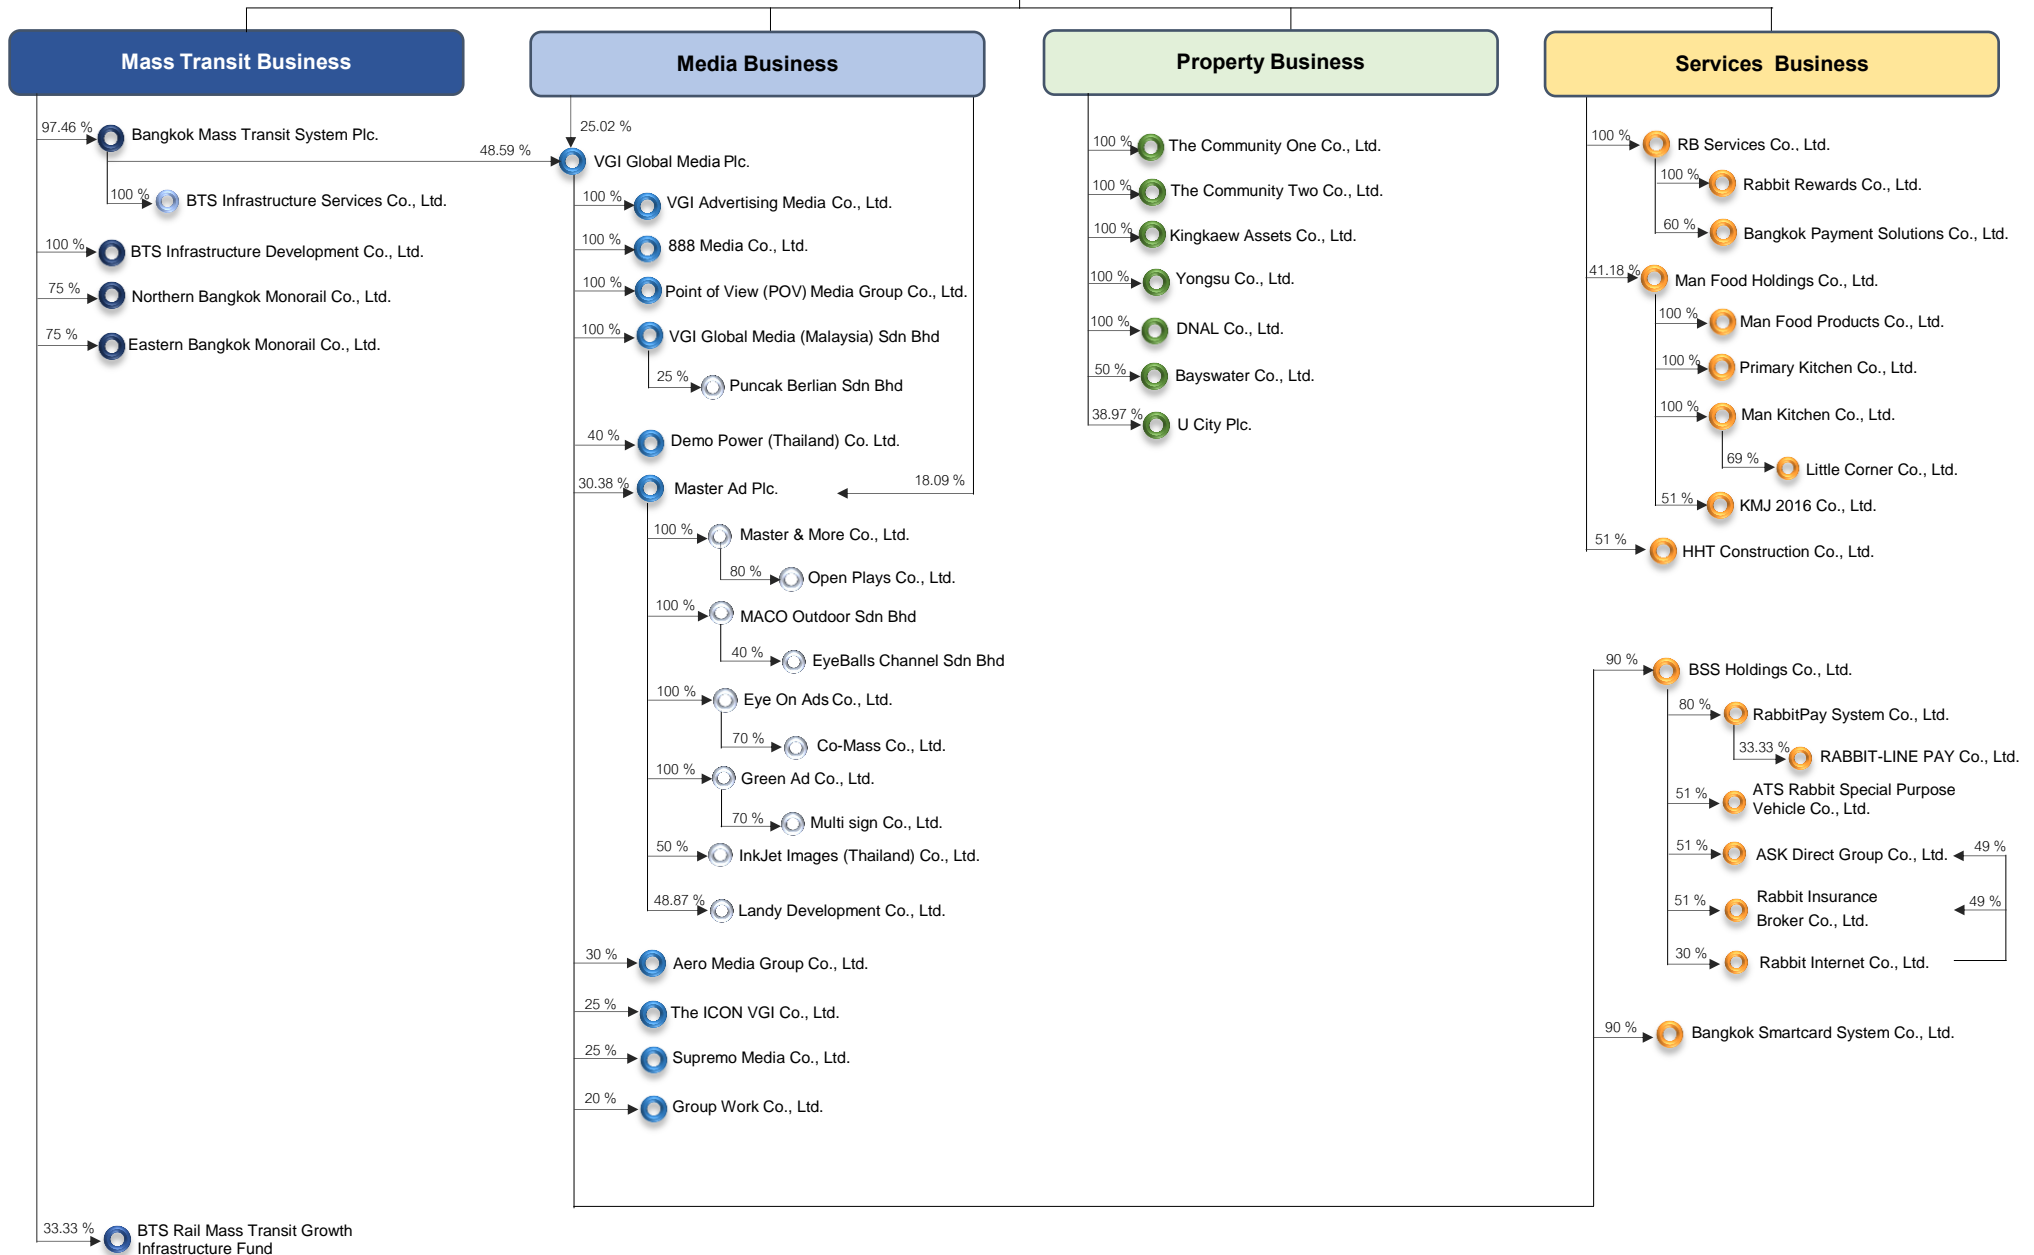 Mass Transit Business
97.46 %
Bangkok Mass Transit System Plc.
48.59 %
100 %
BTS Infrastructure Services Co., Ltd.
100 %
BTS Infrastructure Development Co., Ltd.
75 %
Northern Bangkok Monorail Co., Ltd.
75 %
Eastern Bangkok Monorail Co., Ltd.
33.33 %
BTS Rail Mass Transit Growth
Infrastructure Fund
Media Business
25.02 %
VGI Global Media Plc.
100 %
VGI Advertising Media Co., Ltd.
100 %
888 Media Co., Ltd.
100 %
Point of View (POV) Media Group Co., Ltd.
100 %
VGI Global Media (Malaysia) Sdn Bhd
25 %
Puncak Berlian Sdn Bhd
40 %
Demo Power (Thailand) Co. Ltd.
30.38 %
Master Ad Plc.
18.09 %
100 %
Master & More Co., Ltd.
80 %
Open Plays Co., Ltd.
100 %
MACO Outdoor Sdn Bhd
40 %
EyeBalls Channel Sdn Bhd
100 %
Eye On Ads Co., Ltd.
70 %
Co-Mass Co., Ltd.
100 %
Green Ad Co., Ltd.
70 %
Multi sign Co., Ltd.
50 %
InkJet Images (Thailand) Co., Ltd.
48.87 %
Landy Development Co., Ltd.
30 %
Aero Media Group Co., Ltd.
25 %
The ICON VGI Co., Ltd.
25 %
Supremo Media Co., Ltd.
20 %
Group Work Co., Ltd.
Property Business
100 %
The Community One Co., Ltd.
100 %
The Community Two Co., Ltd.
100 %
Kingkaew Assets Co., Ltd.
100 %
Yongsu Co., Ltd.
100 %
DNAL Co., Ltd.
50 %
Bayswater Co., Ltd.
38.97 %
U City Plc.
Services Business
100 %
RB Services Co., Ltd.
100 %
Rabbit Rewards Co., Ltd.
60 %
Bangkok Payment Solutions Co., Ltd.
41.18 %
Man Food Holdings Co., Ltd.
100 %
Man Food Products Co., Ltd.
100 %
Primary Kitchen Co., Ltd.
100 %
Man Kitchen Co., Ltd.
69 %
Little Corner Co., Ltd.
51 %
KMJ 2016 Co., Ltd.
51 %
HHT Construction Co., Ltd.
90 %
BSS Holdings Co., Ltd.
80 %
RabbitPay System Co., Ltd.
33.33 %
RABBIT-LINE PAY Co., Ltd.
51 %
ATS Rabbit Special Purpose
Vehicle Co., Ltd.
51 %
ASK Direct Group Co., Ltd.
49 %
51 %
Rabbit Insurance
Broker Co., Ltd.
49 %
30 %
Rabbit Internet Co., Ltd.
90 %
Bangkok Smartcard System Co., Ltd.